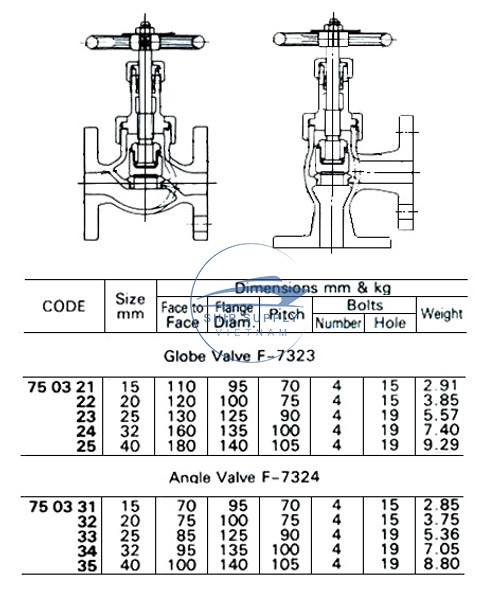 Dimensions mm & kg
CODE Size mm Face to Face Flange Diam. Pitch Bolts Number Hole Weight
SHIP SUPPLY
VIETNAM
Globe Valve F-7323
75 03 21 15 110 95 70 4 15 2.91
22 20 120 100 75 4 15 3.85
23 25 130 125 90 4 19 5.57
24 32 160 135 100 4 19 7.40
25 40 180 140 105 4 19 9.29
Angle Valve F-7324
75 03 31 15 70 95 70 4 15 2.85
32 20 75 100 75 4 15 3.75
33 25 85 125 90 4 19 5.36
34 32 95 135 100 4 19 7.05
35 40 100 140 105 4 19 8.80